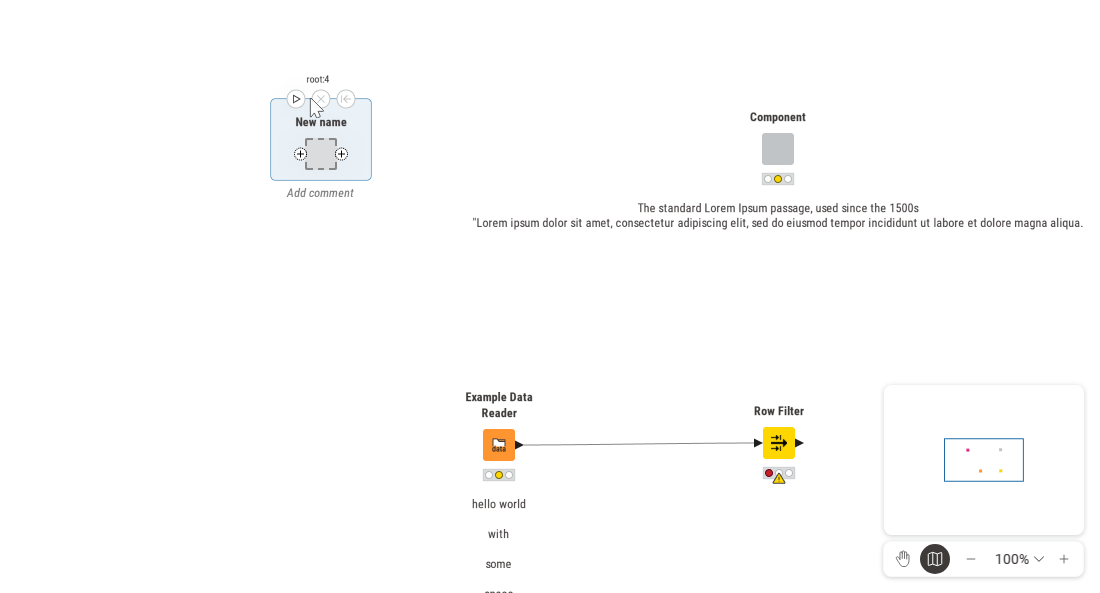 root:4
New name
Add comment
Component
The standard Lorem Ipsum passage, used since the 1500s
"Lorem ipsum dolor sit amet, consectetur adipiscing elit, sed do eiusmod tempor incididunt ut labore et dolore magna aliqua.
Example Data
Reader
data
hello world
with
some
Row Filter
100%